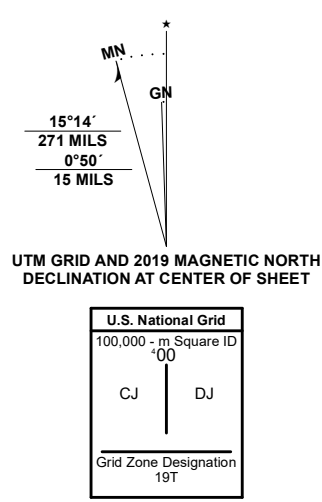 ★
MN
GN
15°14´
271 MILS
0°50´
15 MILS
UTM GRID AND 2019 MAGNETIC NORTH
DECLINATION AT CENTER OF SHEET
U.S. National Grid
100,000 - m Square ID
⁴00
CJ DJ
Grid Zone Designation
19T